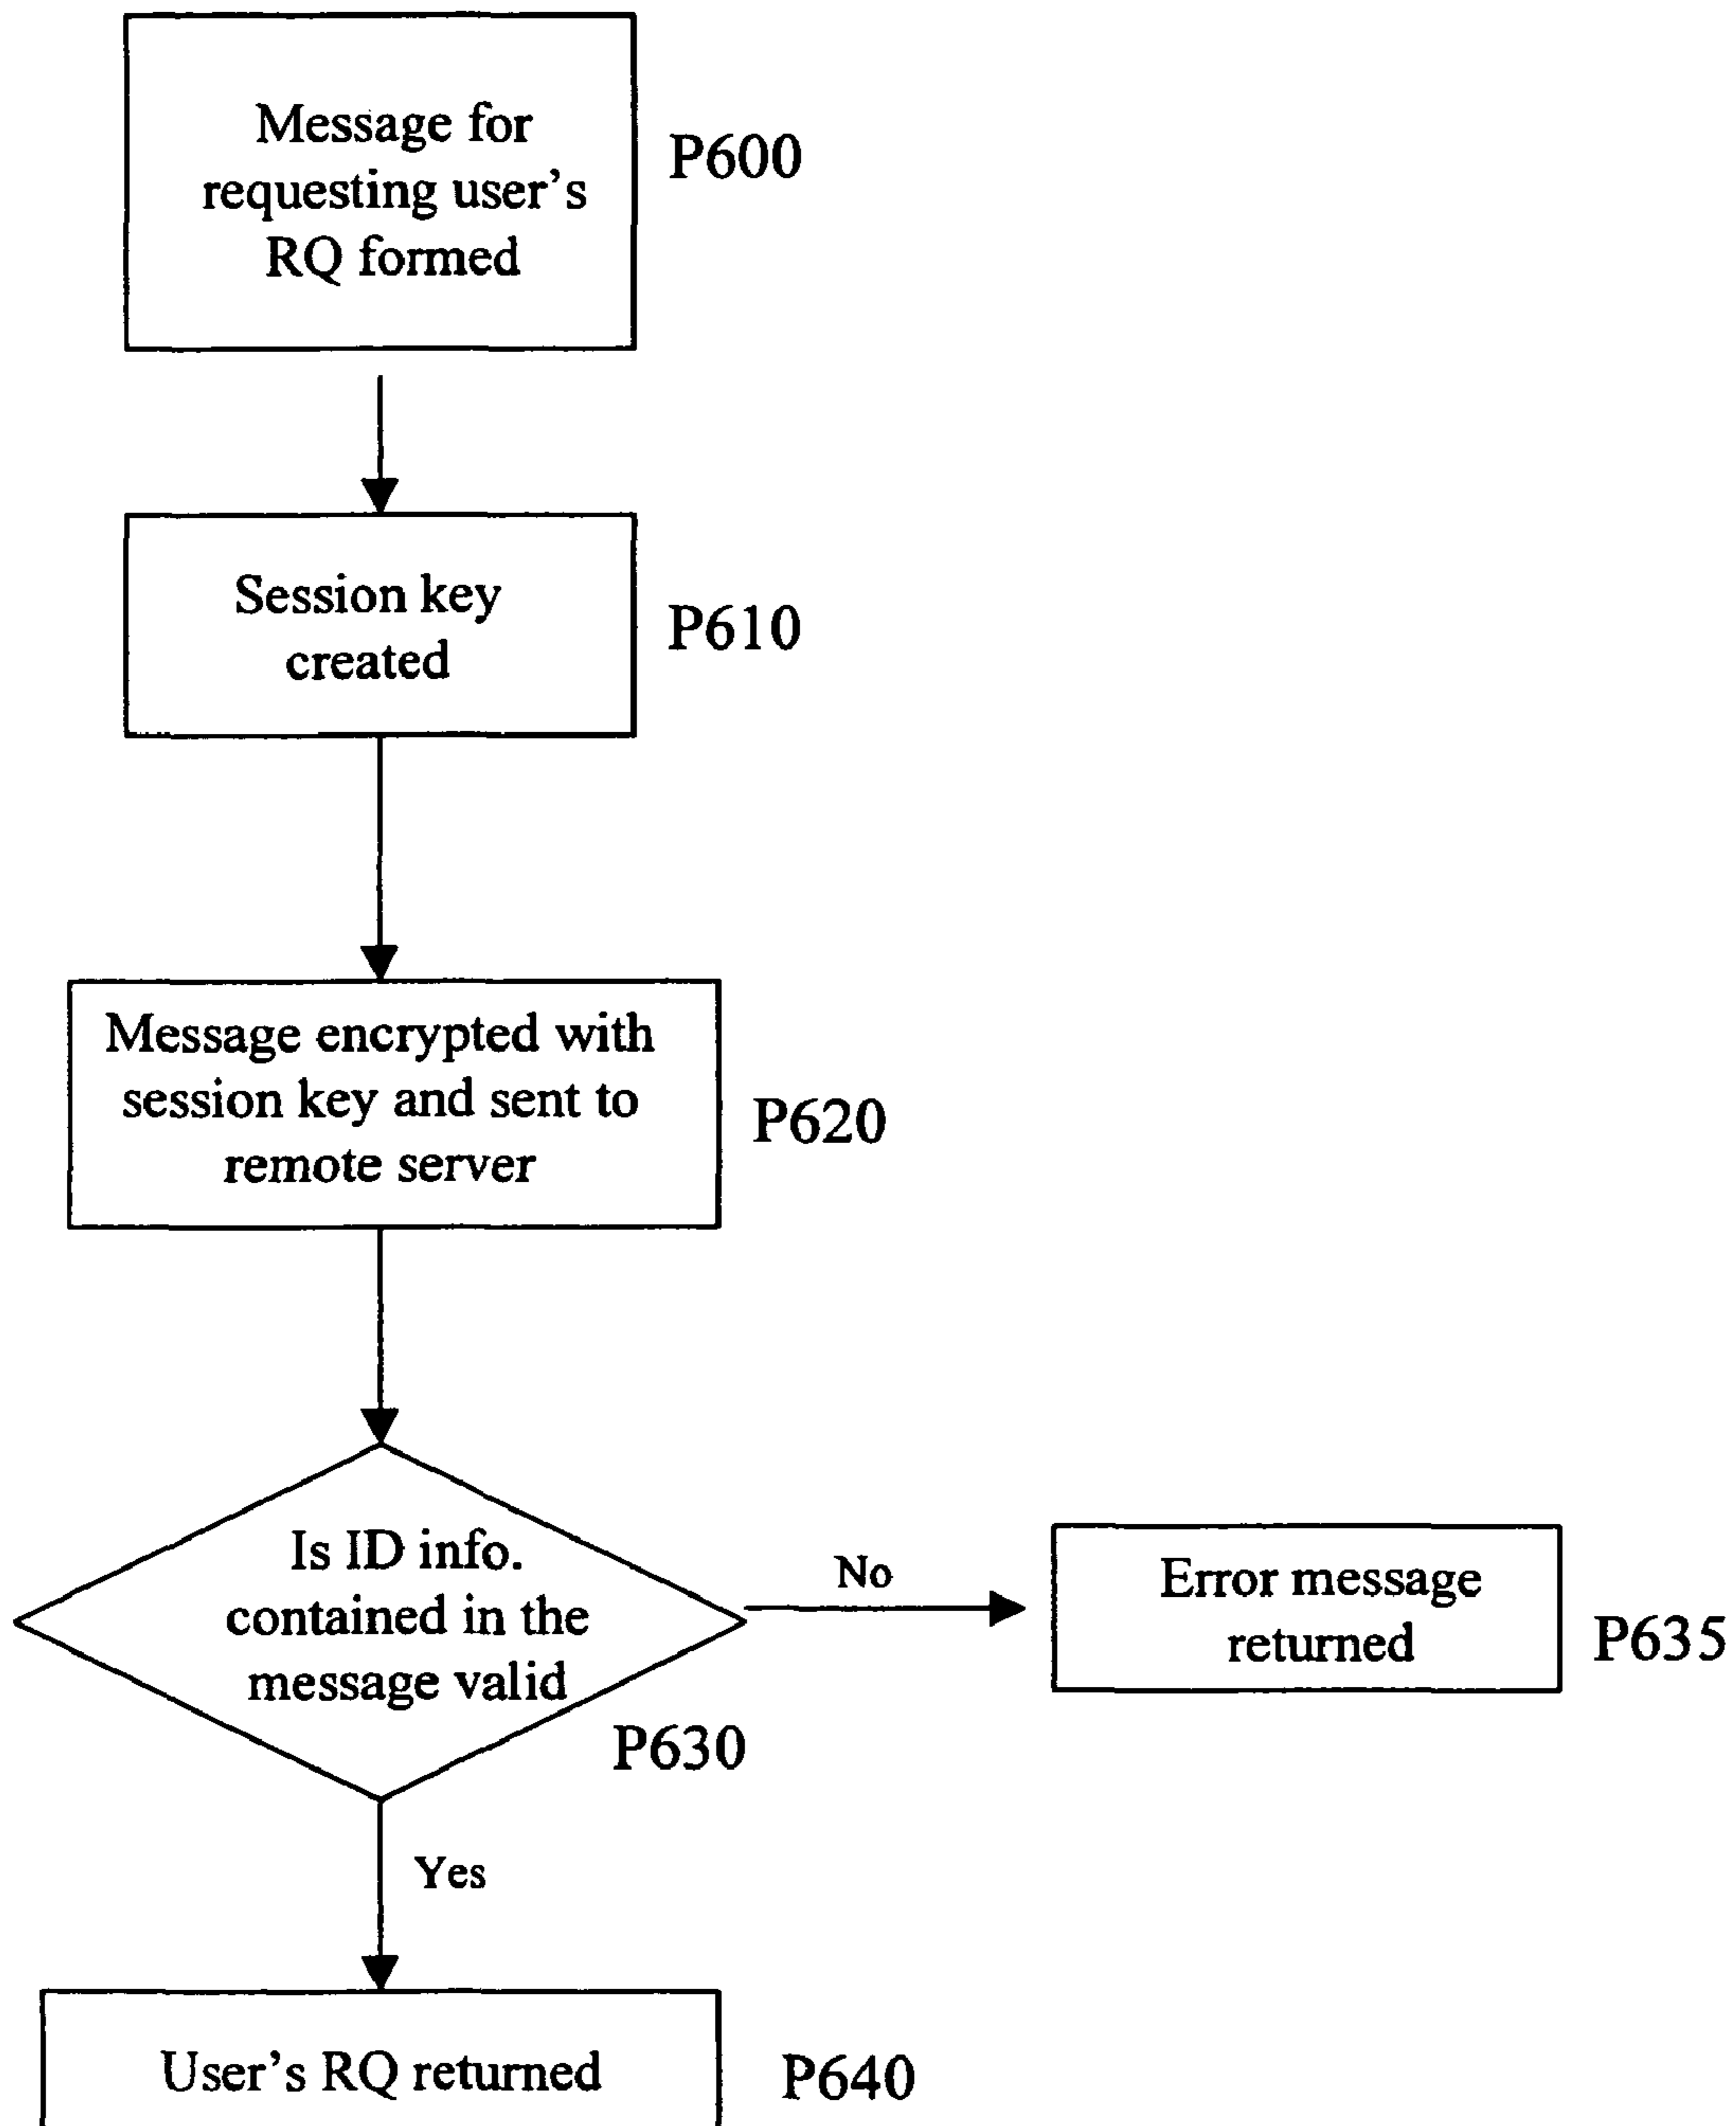 Message for
requesting user's
RQ formed
P600
Session key
created
P610
Message encrypted with
session key and sent to
remote server
P620
Is ID info.
contained in the
message valid
P630
No
Error message
returned
P635
Yes
User's RQ returned
P640